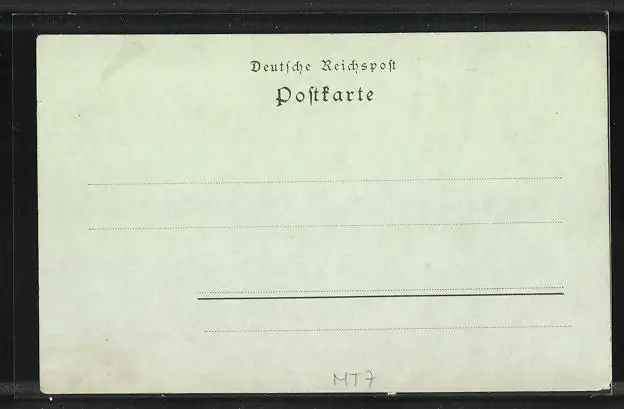 Deutſche Reichspoſt
Poſtkarte
MT7